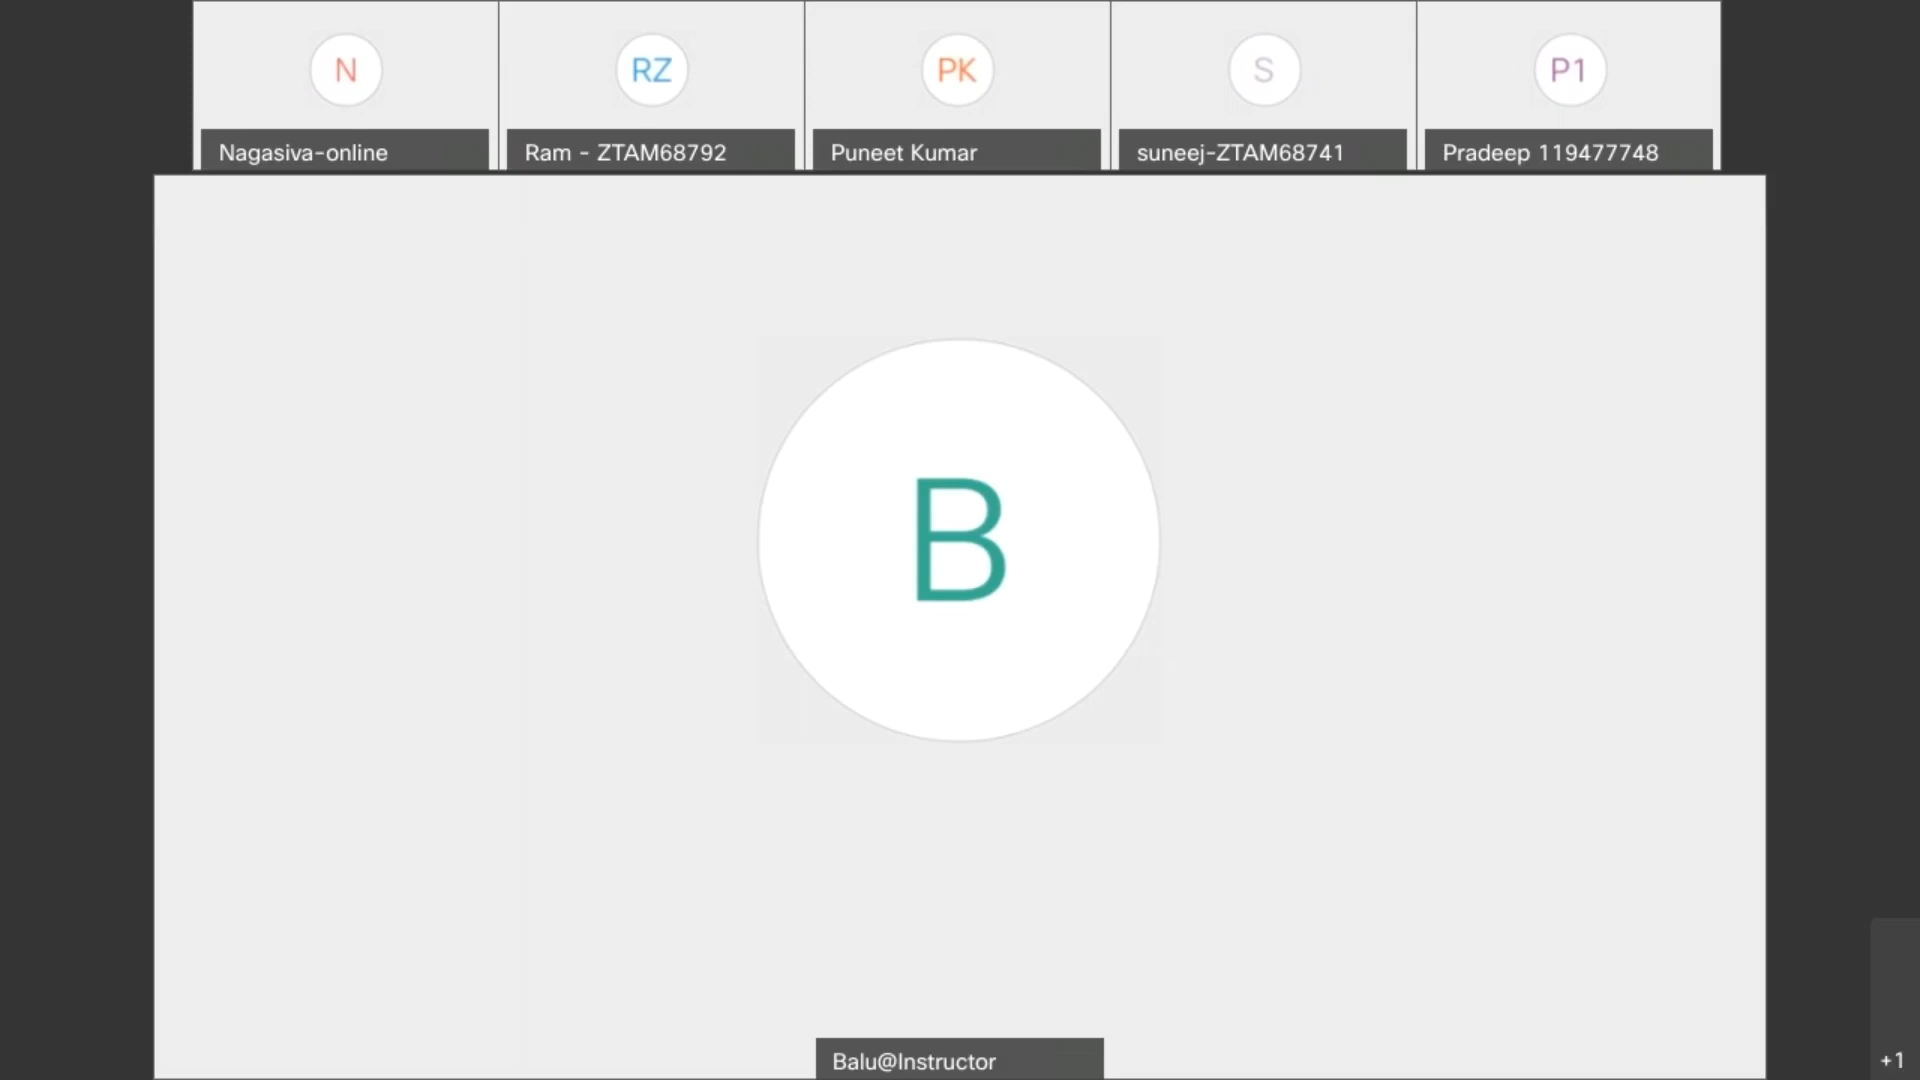 N
RZ
PK
S
P1
Nagasiva-online
Ram - ZTAM68792
Puneet Kumar
suneej-ZTAM68741
Pradeep 119477748
B
Balu@Instructor
+1